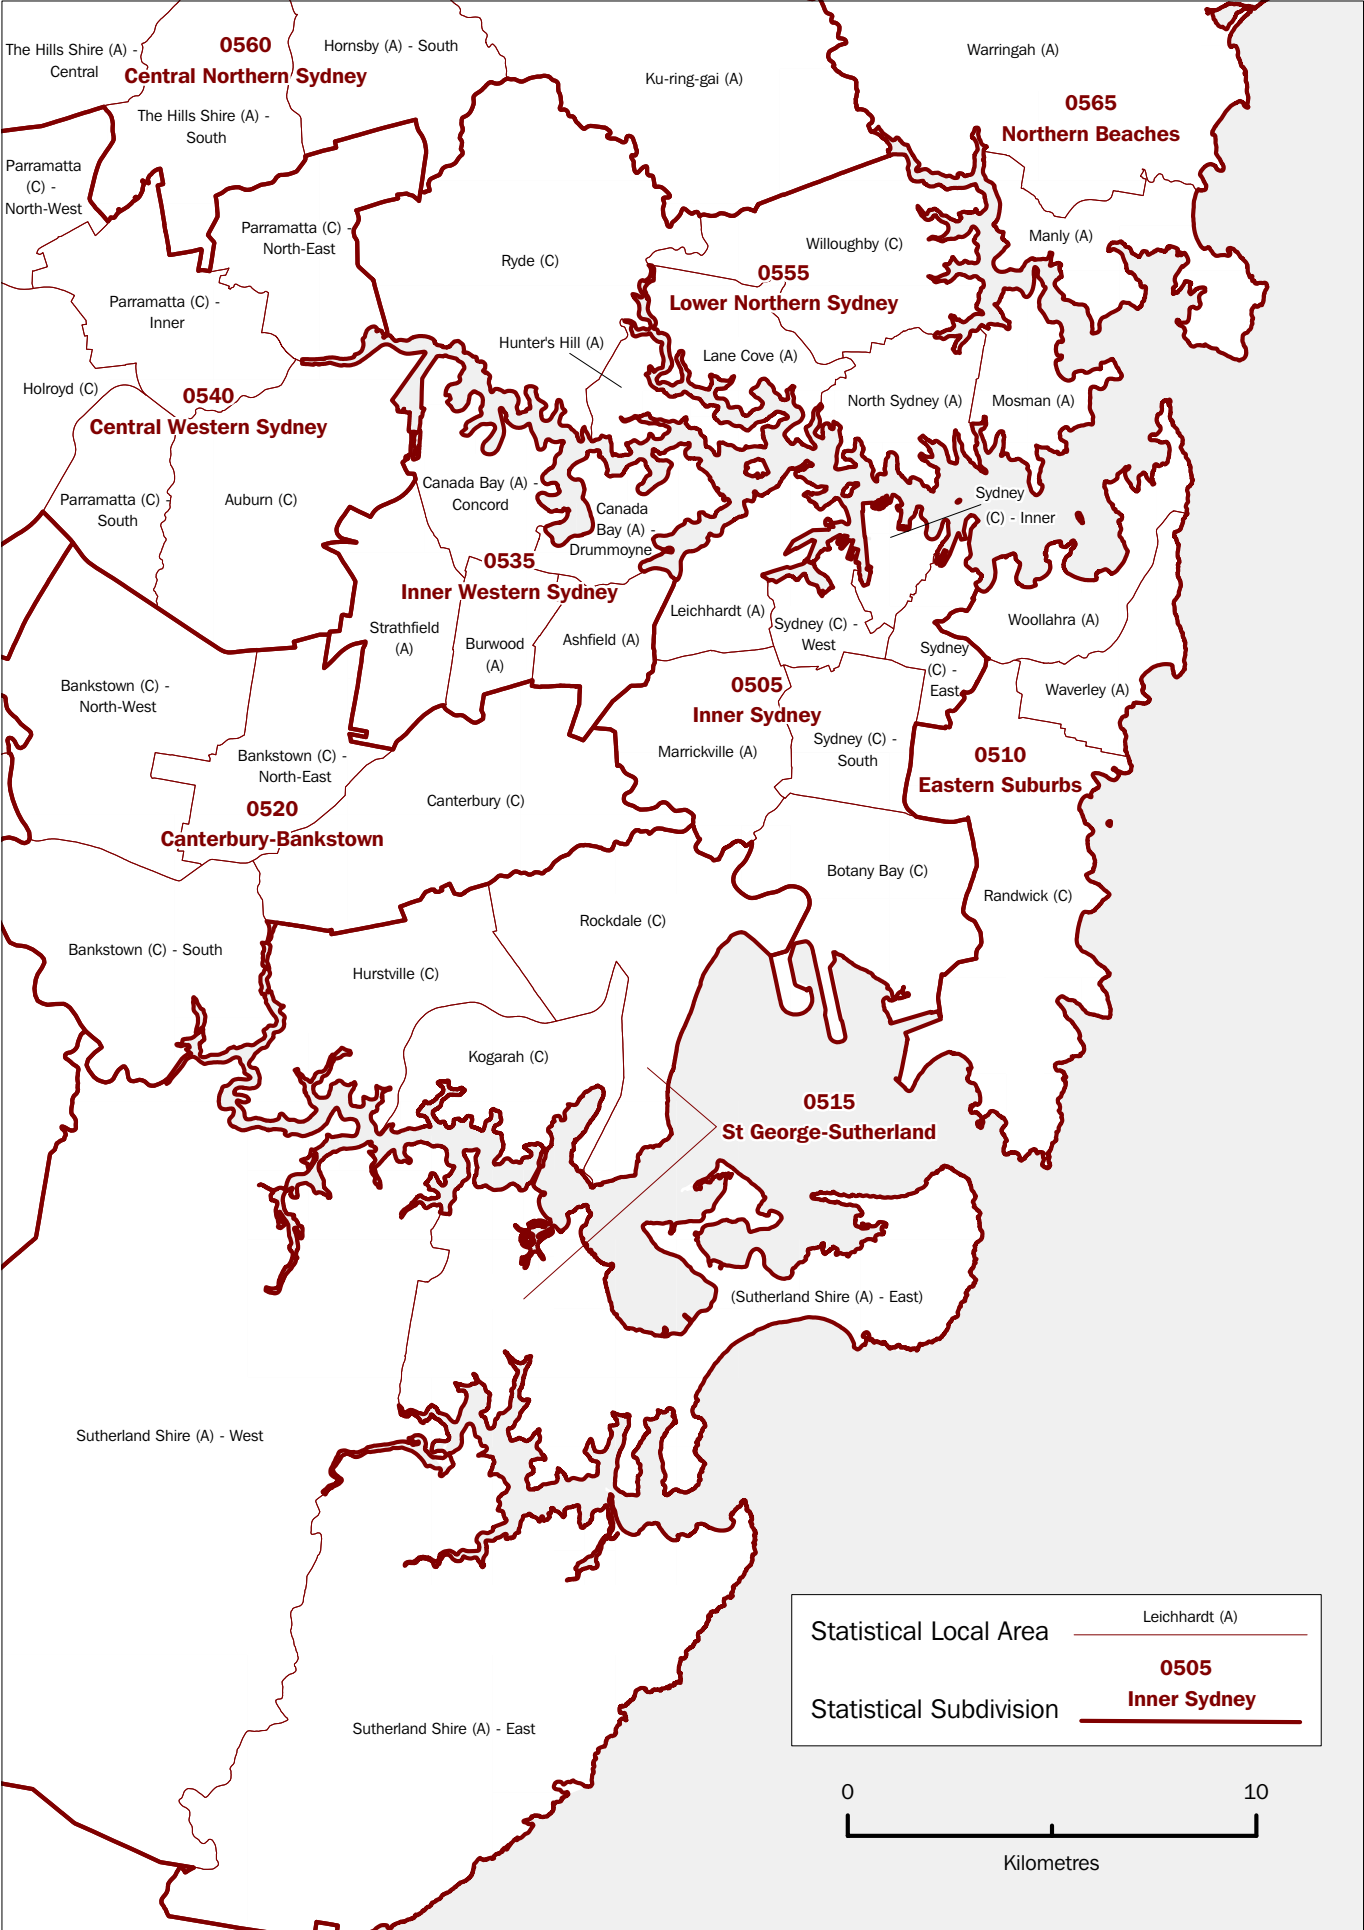 The Hills Shire (A) -
Central
0560
Central Northern Sydney
Hornsby (A) - South
Ku-ring-gai (A)
Warringah (A)
0565
Northern Beaches
The Hills Shire (A) -
South
Parramatta
(C) -
North-West
Parramatta (C) -
North-East
Ryde (C)
Willoughby (C)
Manly (A)
0555
Lower Northern Sydney
Parramatta (C) -
Inner
Hunter's Hill (A)
Lane Cove (A)
Holroyd (C)
0540
Central Western Sydney
North Sydney (A)
Mosman (A)
Parramatta (C) -
South
Auburn (C)
Canada Bay (A) -
Concord
Canada
Bay (A) -
Drummoyne
Sydney
(C) - Inner
0535
Inner Western Sydney
Strathfield
(A)
Burwood
(A)
Ashfield (A)
Leichhardt (A)
Sydney (C) -
West
Sydney
(C) -
East
Woollahra (A)
Waverley (A)
Bankstown (C) -
North-West
0505
Inner Sydney
Marrickville (A)
Sydney (C) -
South
0510
Eastern Suburbs
Bankstown (C) -
North-East
0520
Canterbury-Bankstown
Canterbury (C)
Botany Bay (C)
Randwick (C)
Rockdale (C)
Bankstown (C) - South
Hurstville (C)
Kogarah (C)
0515
St George-Sutherland
(Sutherland Shire (A) - East)
Sutherland Shire (A) - West
Sutherland Shire (A) - East
Statistical Local Area
Leichhardt (A)
0505
Inner Sydney
Statistical Subdivision
0
10
Kilometres